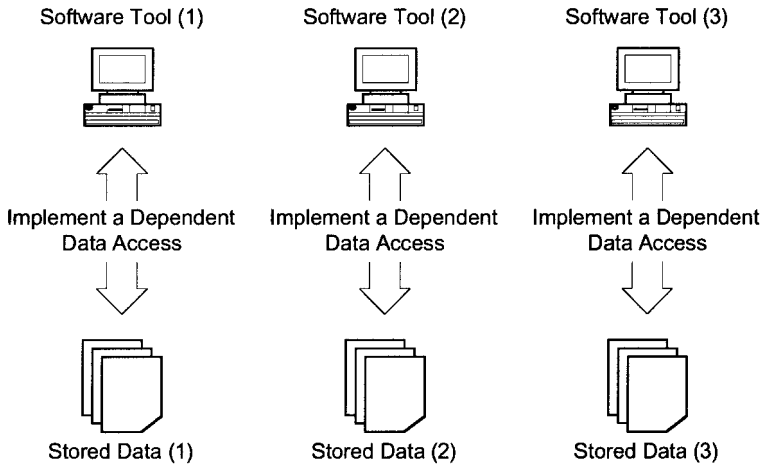 Software Tool (1)
Software Tool (2)
Software Tool (3)
Implement a Dependent
Data Access
Implement a Dependent
Data Access
Implement a Dependent
Data Access
Stored Data (1)
Stored Data (2)
Stored Data (3)